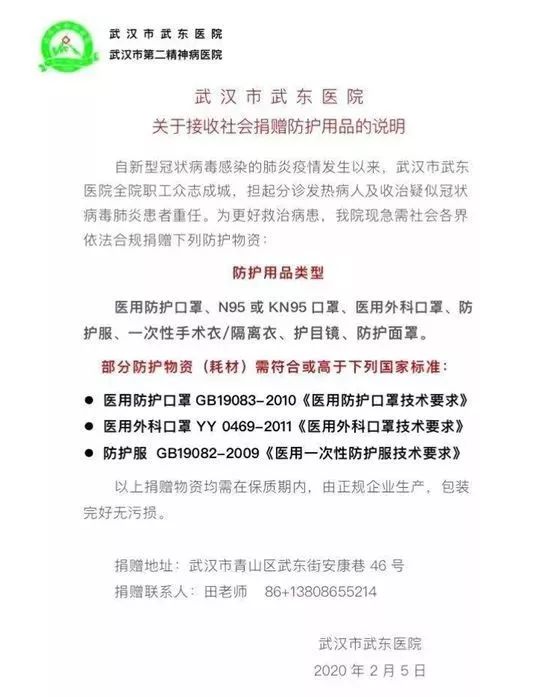 武汉市武东医院
武汉市第二精神病医院
武汉市武东医院
关于接收社会捐赠防护用品的说明
自新型冠状病毒感染的肺炎疫情发生以来，武汉市武东
医院全院职工众志成城，担起分诊发热病人及收治疑似冠状
病毒肺炎患者重任。为更好救治病患，我院现急需社会各界
依法合规捐赠下列防护物资：
防护用品类型
医用防护口罩、N95 或 KN95 口罩、医用外科口罩、防
护服、一次性手术衣/隔离衣、护目镜、防护面罩。
部分防护物资（耗材）需符合或高于下列国家标准：
● 医用防护口罩 GB19083-2010《医用防护口罩技术要求》
● 医用外科口罩 YY 0469-2011《医用外科口罩技术要求》
● 防护服 GB19082-2009《医用一次性防护服技术要求》
以上捐赠物资均需在保质期内，由正规企业生产，包装
完好无污损。
捐赠地址：武汉市青山区武东街安康巷 46 号
捐赠联系人：田老师 86+13808655214
武汉市武东医院
2020 年 2 月 5 日